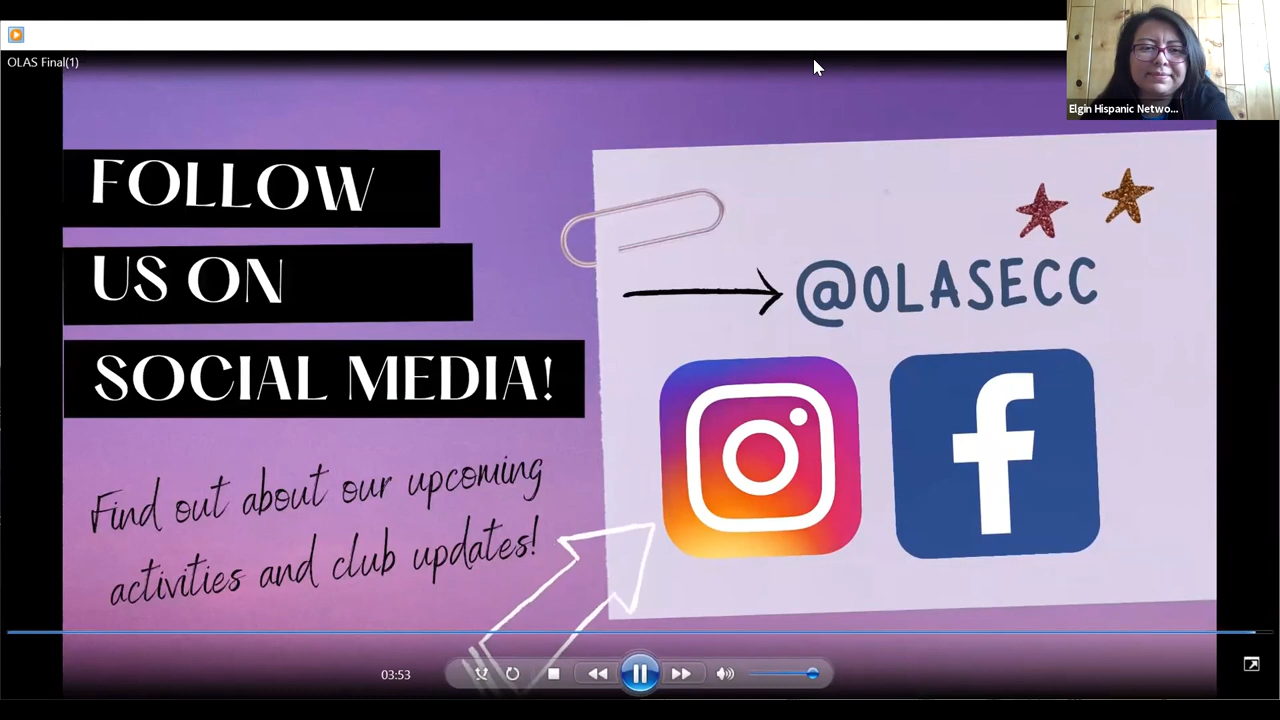 OLAS Final(1)
Elgin Hispanic Netwo...
FOLLOW
US ON
SOCIAL MEDIA!
@OLASECC
Find out about our upcoming
activities and club updates!
03:53